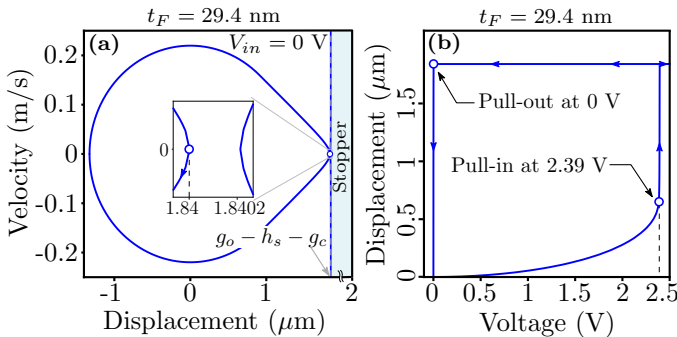 t_F = 29.4 nm
(a)
V_in = 0 V
Velocity (m/s)
0.2
0.1
0
-0.1
-0.2
0
1.84
1.8402
Stopper
g_o − h_s − g_c
-1
0
1
2
Displacement (μm)
t_F = 29.4 nm
(b)
Displacement (μm)
1.5
1
0.5
0
Pull-out at 0 V
Pull-in at 2.39 V
0
0.5
1
1.5
2
2.5
Voltage (V)